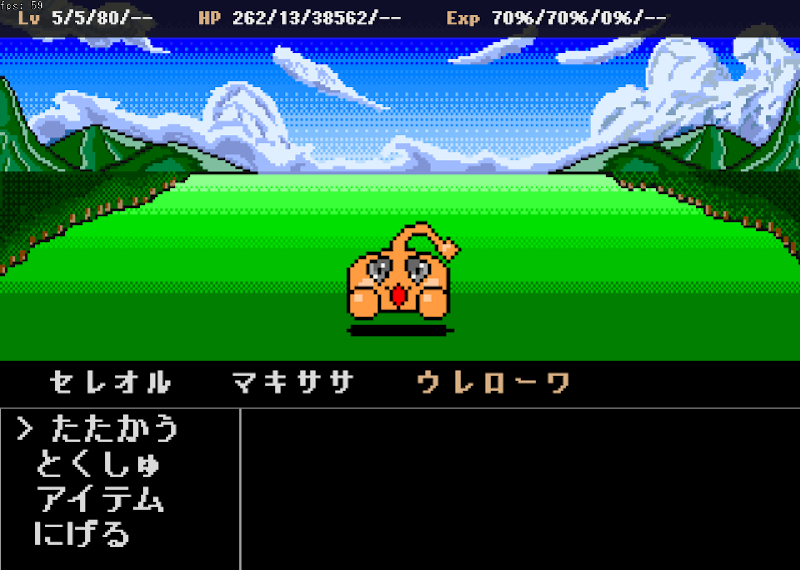 fps: 59
Lv 5/5/80/-- HP 262/13/38562/-- Exp 70%/70%/0%/--
セレオル マキササ ウレローワ
> たたかう
とくしゅ
アイテム
にげる